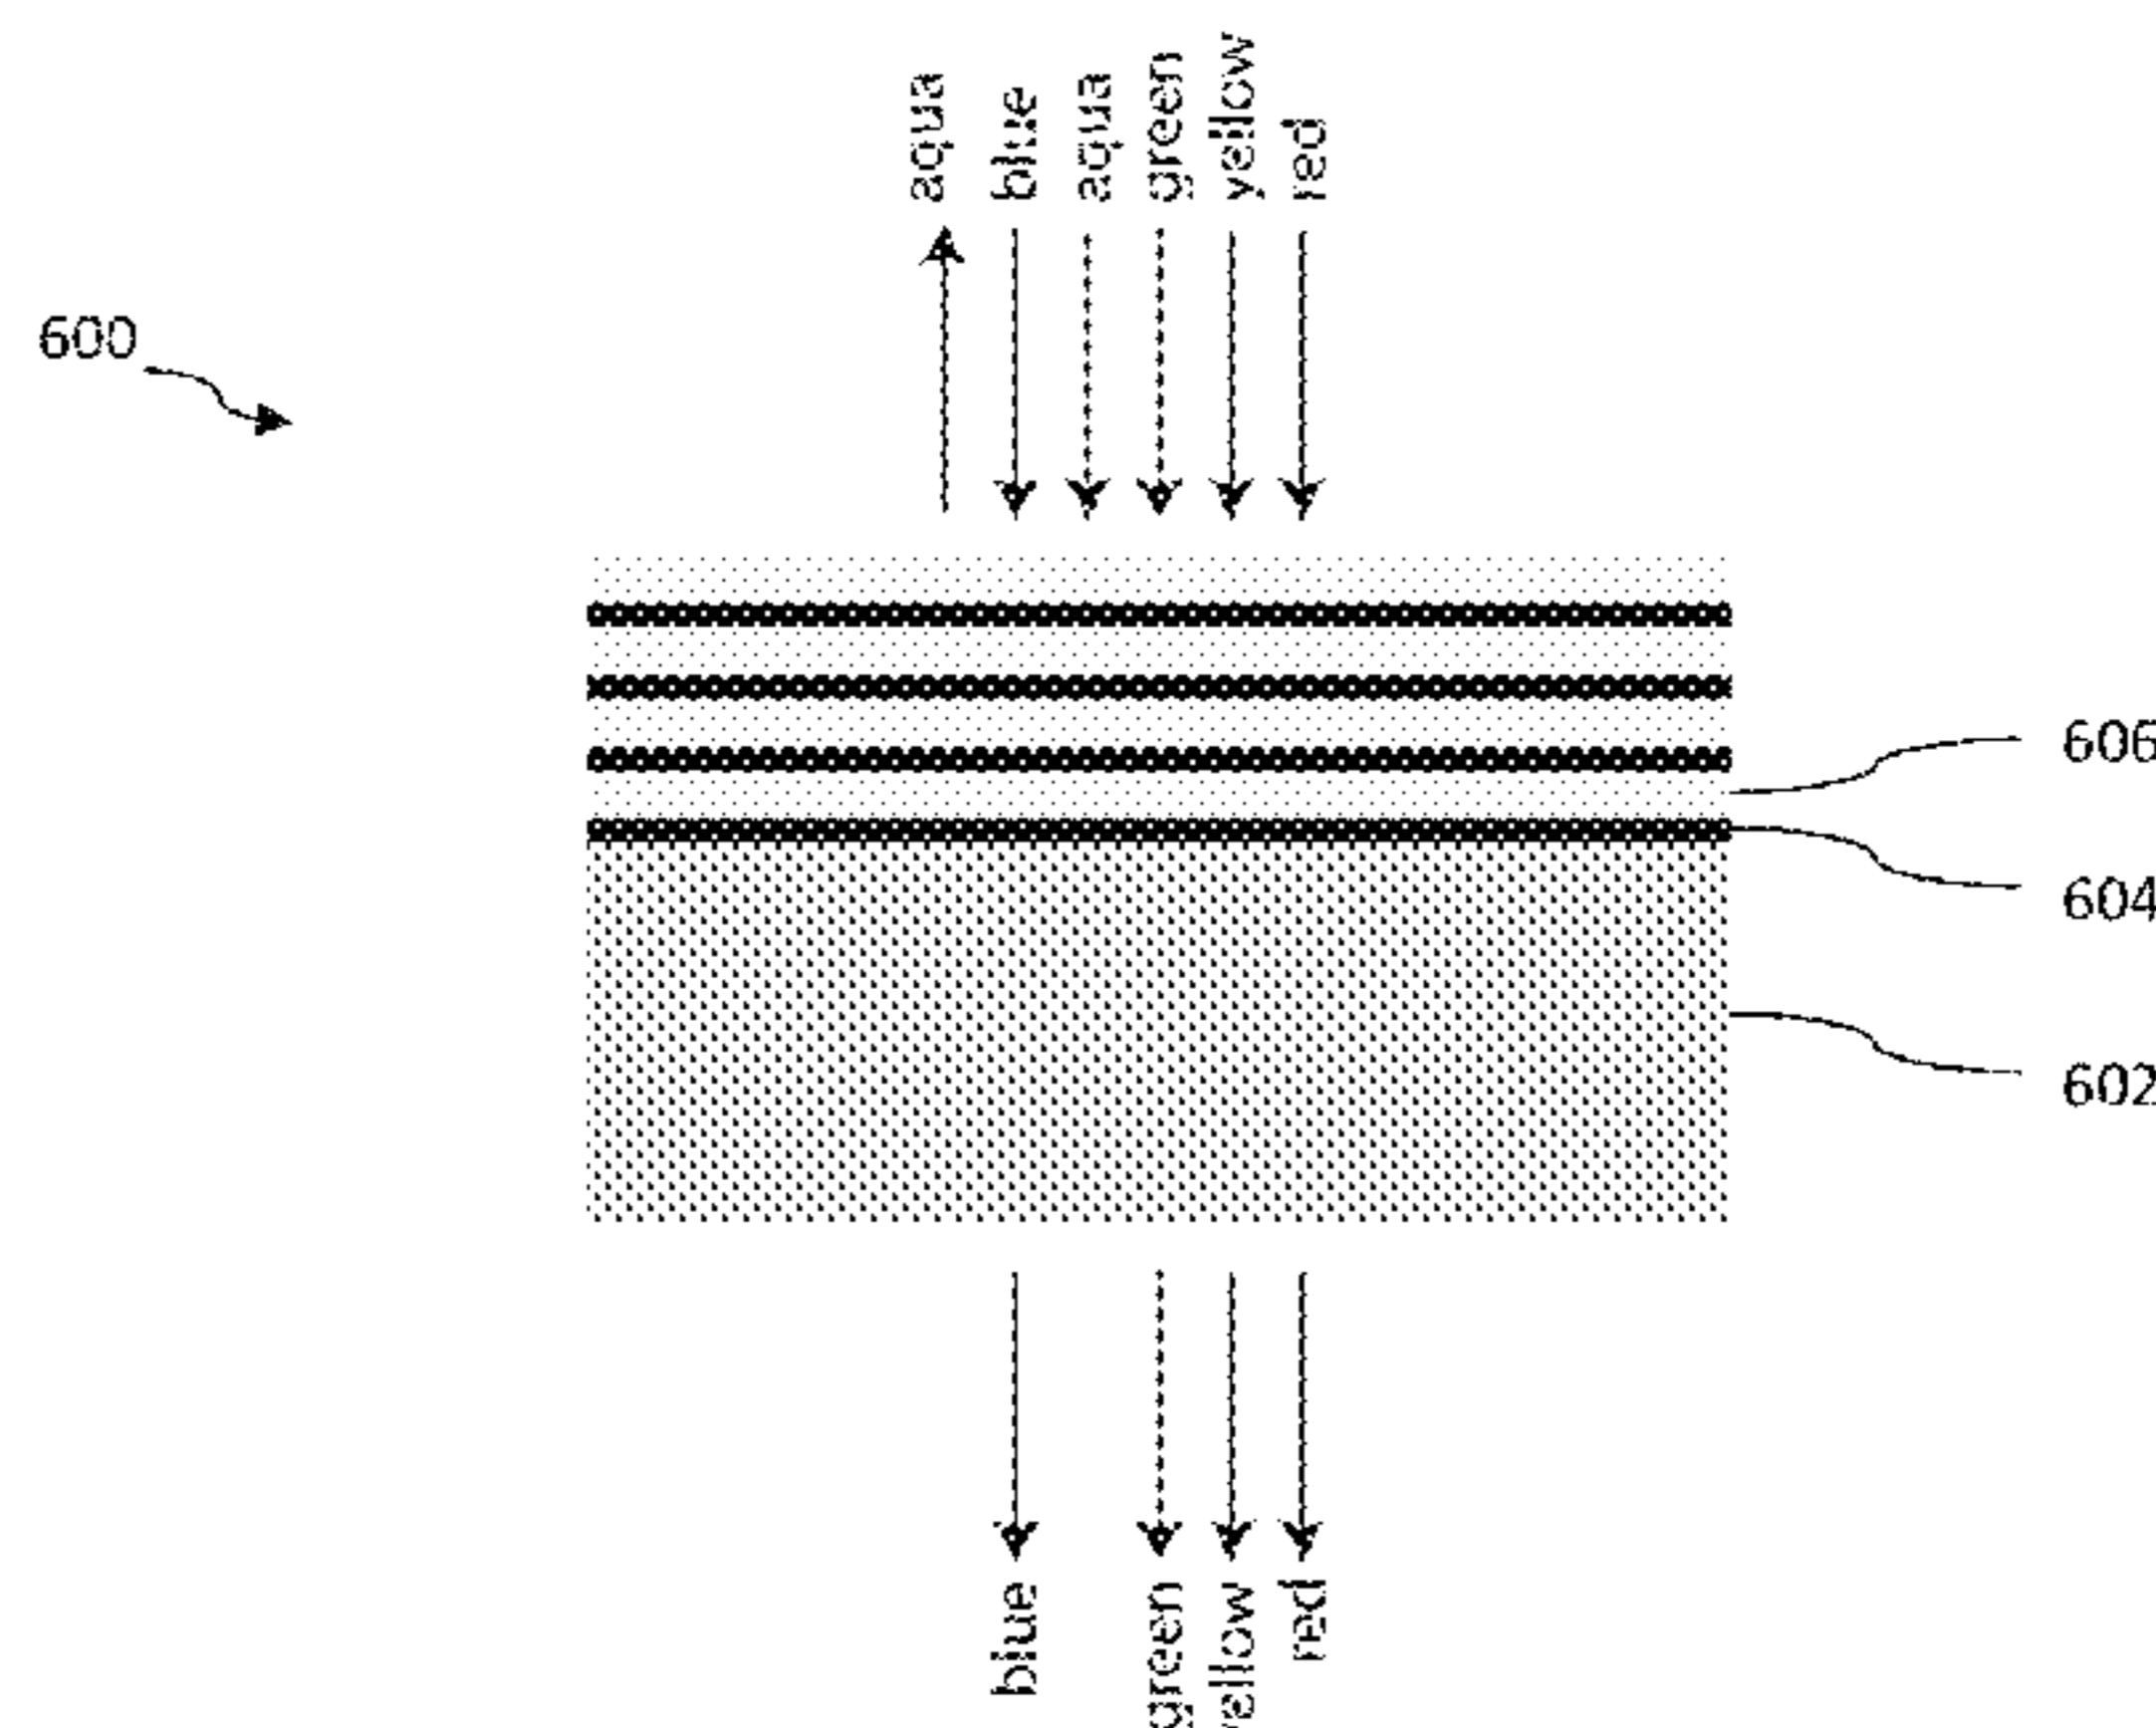 aqua
blue
aqua
green
yellow
red
600
606
604
602
blue
green
yellow
red